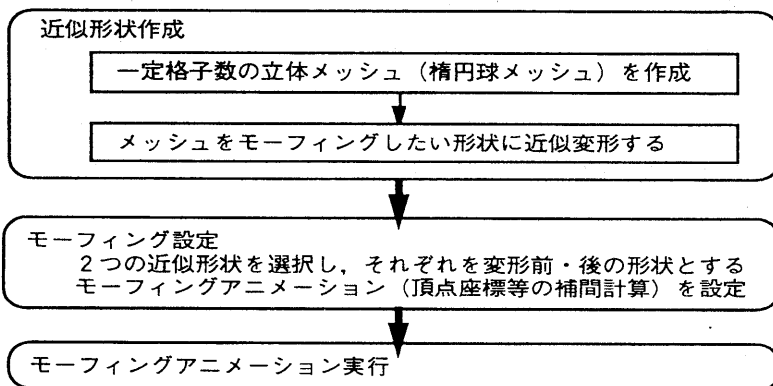 近似形状作成
一定格子数の立体メッシュ（楕円球メッシュ）を作成
メッシュをモーフィングしたい形状に近似変形する
モーフィング設定
２つの近似形状を選択し，それぞれを変形前・後の形状とする
モーフィングアニメーション（頂点座標等の補間計算）を設定
モーフィングアニメーション実行